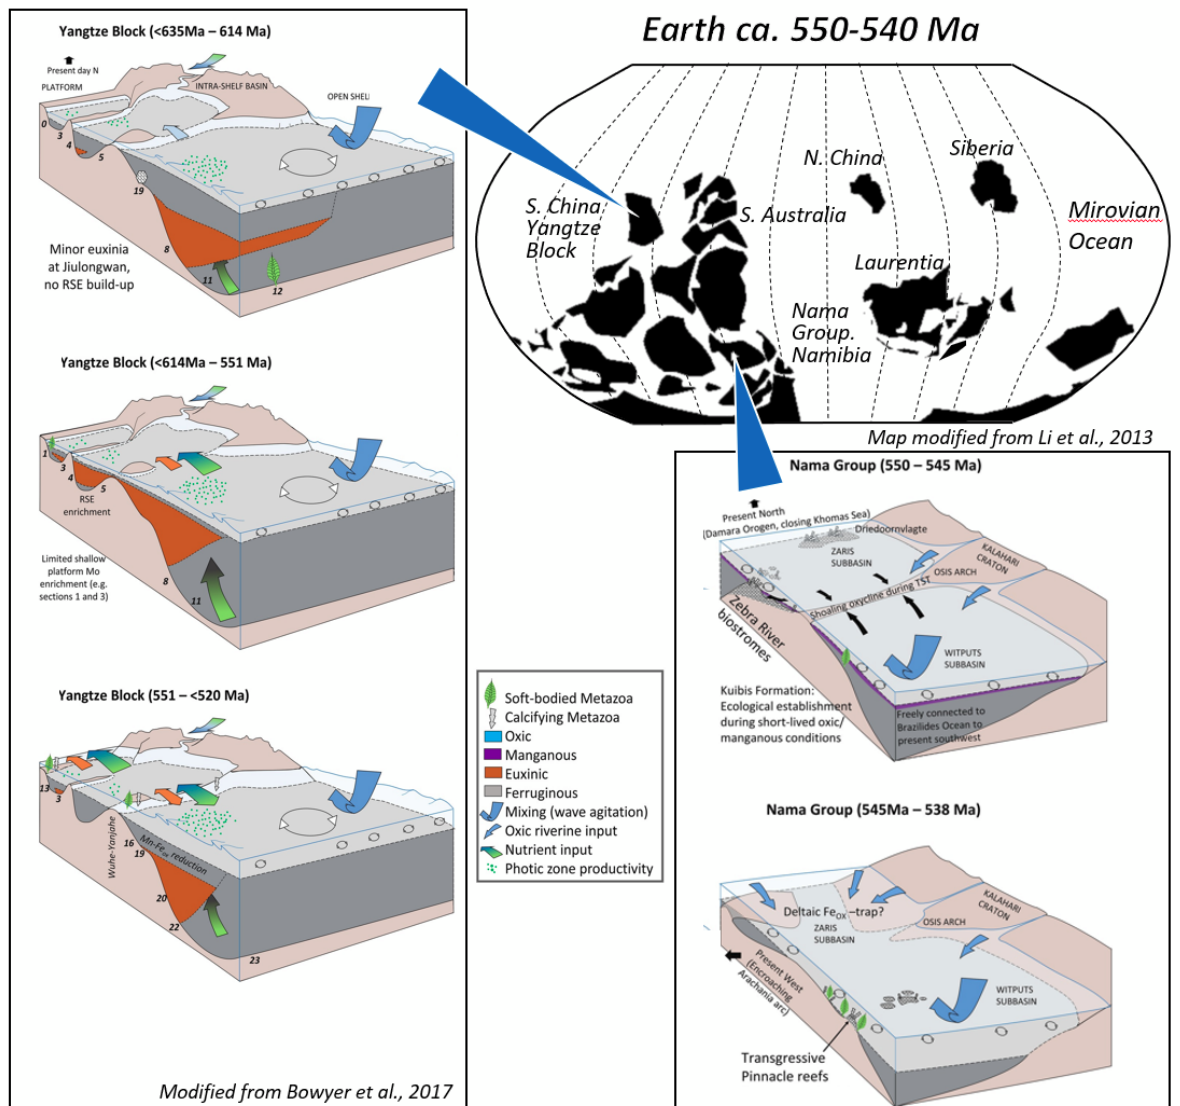 Yangtze Block (<635Ma – 614 Ma)
Present day N
PLATFORM
INTRA-SHELF BASIN
OPEN SHEL
0
3
4
5
19
8
11
12
Minor euxinia
at Jiulongwan,
no RSE build-up
Yangtze Block (<614Ma – 551 Ma)
1
3
4
5
RSE
enrichment
Limited shallow
platform Mo
enrichment (e.g.
sections 1 and 3)
8
11
Yangtze Block (551 – <520 Ma)
13
3
Wuhe-Yanjahe
16
19
Mn-FeOX reduction
20
22
23
Modified from Bowyer et al., 2017
Earth ca. 550-540 Ma
S. China
Yangtze
Block
S. Australia
N. China
Siberia
Mirovian
Ocean
Laurentia
Nama
Group.
Namibia
Map modified from Li et al., 2013
Soft-bodied Metazoa
Calcifying Metazoa
Oxic
Manganous
Euxinic
Ferruginous
Mixing (wave agitation)
Oxic riverine input
Nutrient input
Photic zone productivity
Nama Group (550 – 545 Ma)
Present North
(Damara Orogen, closing Khomas Sea)
Driedoornvlagte
ZARIS
SUBBASIN
KALAHARI
CRATON
OSIS ARCH
Shoaling oxycline during TST
Zebra River
biostromes
WITPUTS
SUBBASIN
Kuibis Formation:
Ecological establishment
during short-lived oxic/
manganous conditions
Freely connected to
Brazilides Ocean to
present southwest
Nama Group (545Ma – 538 Ma)
Deltaic FeOX –trap?
ZARIS
SUBBASIN
KALAHARI
CRATON
OSIS ARCH
Present West
(Encroaching
Arachania arc)
WITPUTS
SUBBASIN
Transgressive
Pinnacle reefs